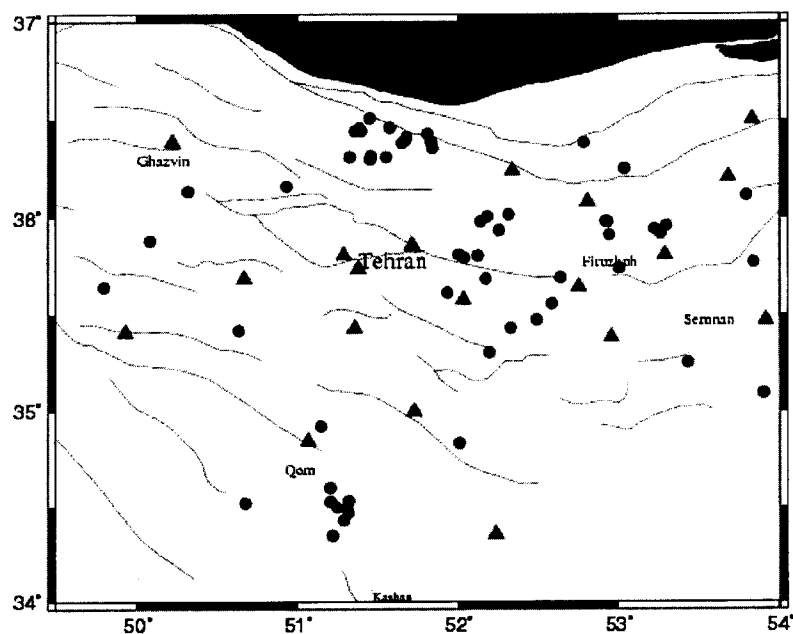 37°
Ghazvin
36°
Tehran
Firuzkuh
Semnan
35°
Qom
34°
Kashan
50° 51° 52° 53° 54°